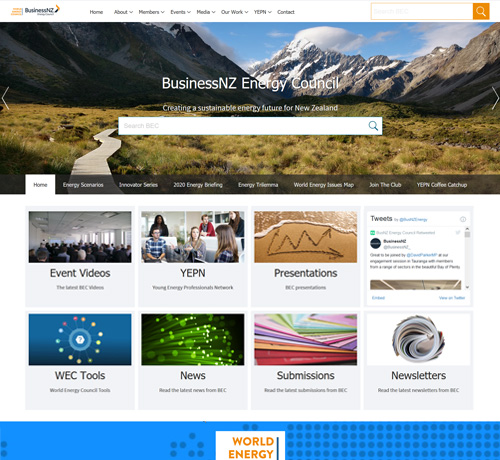 BusinessNZ
Energy Council
Home About Members Events Media Our Work YEPN Contact
Search BEC
BusinessNZ Energy Council
Creating a sustainable energy future for New Zealand
Search BEC
Home Energy Scenarios Innovator Series 2020 Energy Briefing Energy Trilemma World Energy Issues Map Join The Club YEPN Coffee Catchup
Event Videos
The latest BEC Videos
YEPN
Young Energy Professionals Network
Presentations
BEC presentations
Tweets by @BusNZEnergy
BusNZ Energy Council Retweeted
BusinessNZ
@BusinessNZ_
Great to be joined by @DavidParkerMP at our
engagement session in Tauranga with members
from a range of sectors in the beautiful Bay of Plenty
Embed View on Twitter
WEC Tools
World Energy Council Tools
News
Read the latest news from BEC
Submissions
Read the latest submissions from BEC
Newsletters
Read the latest newsletters from BEC
WORLD
ENERGY